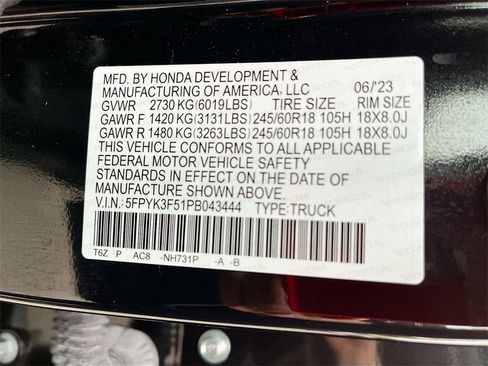 MFD. BY HONDA DEVELOPMENT &
MANUFACTURING OF AMERICA, LLC 06/'23
GVWR 2730 KG (6019LBS) TIRE SIZE RIM SIZE
GAWR F 1420 KG (3131LBS) 245/60R18 105H 18X8.0J
GAWR R 1480 KG (3263LBS) 245/60R18 105H 18X8.0J
THIS VEHICLE CONFORMS TO ALL APPLICABLE
FEDERAL MOTOR VEHICLE SAFETY
STANDARDS IN EFFECT ON THE DATE OF
MANUFACTURE SHOWN ABOVE.
V.I.N.: 5FPYK3F51PB043444 TYPE:TRUCK
T6Z P AC8 -NH731P -A -B